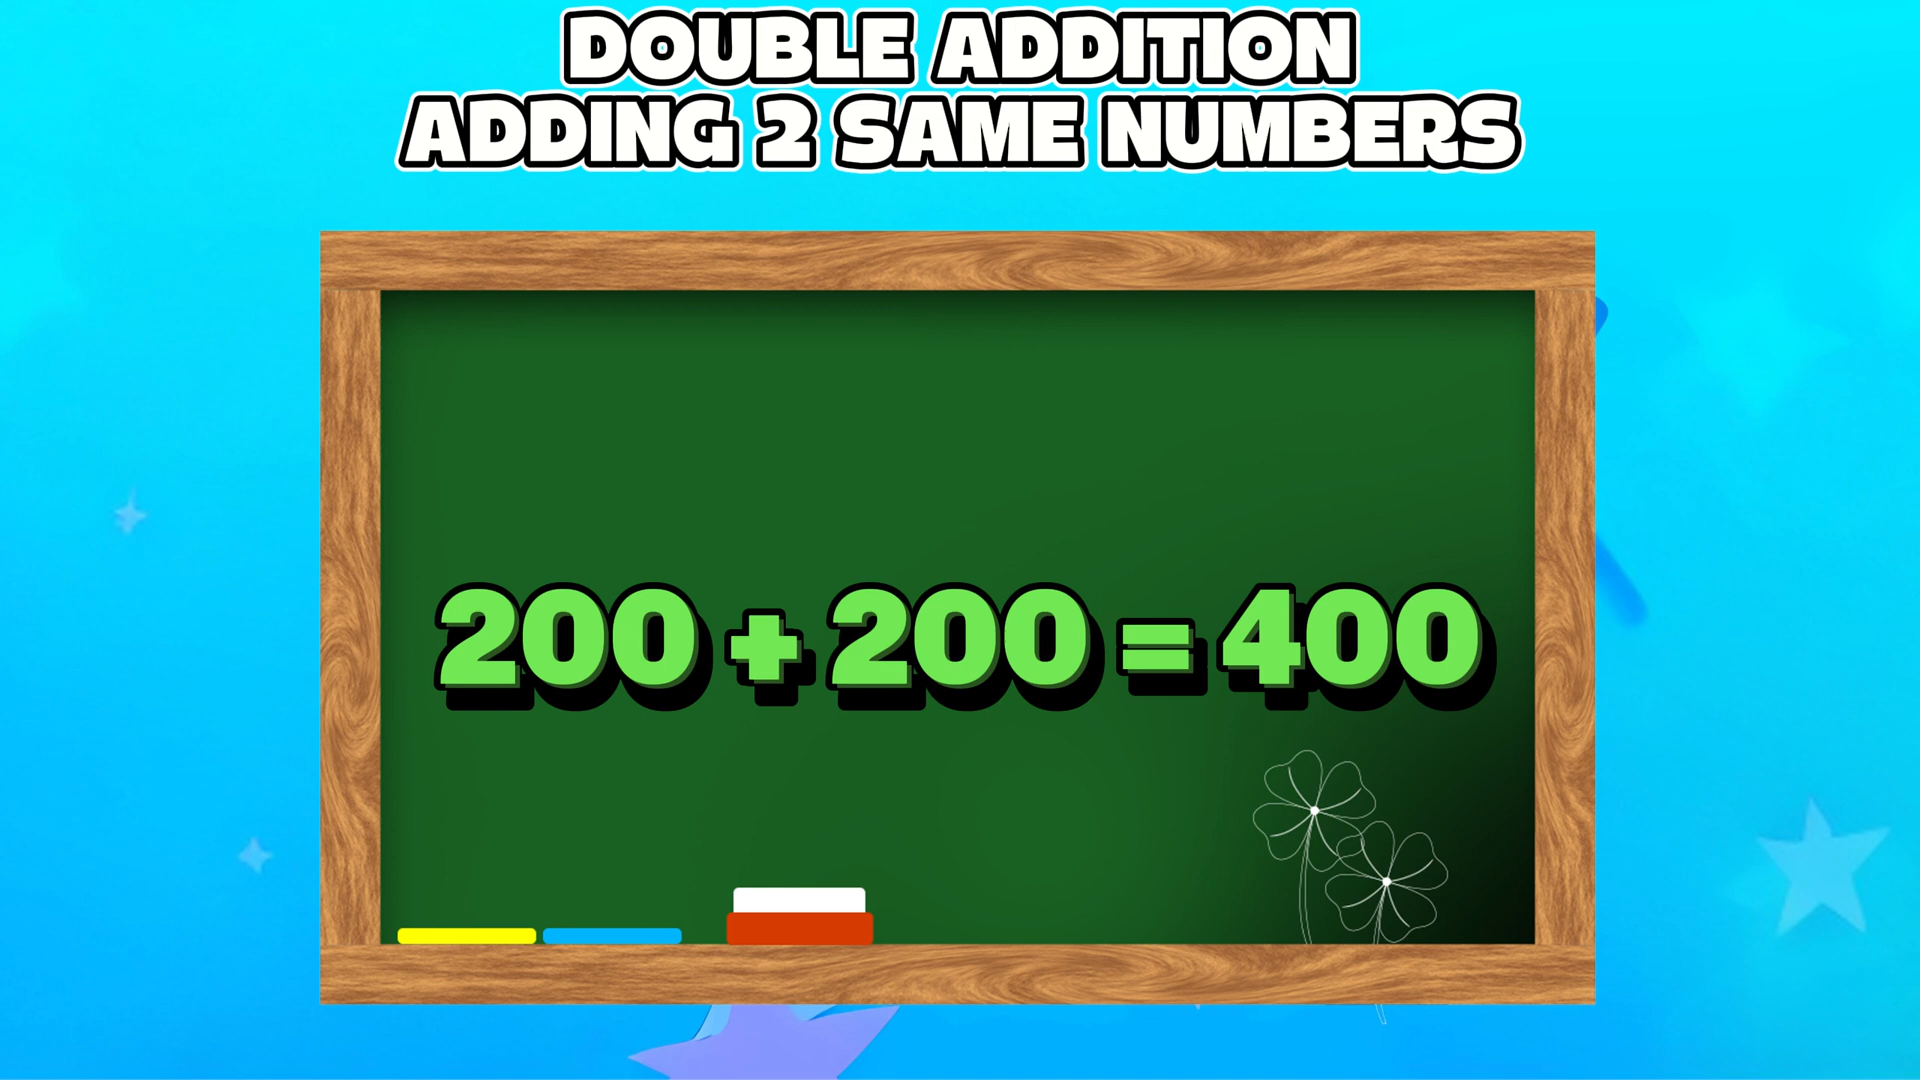 DOUBLE ADDITION
ADDING 2 SAME NUMBERS
200 + 200 = 400